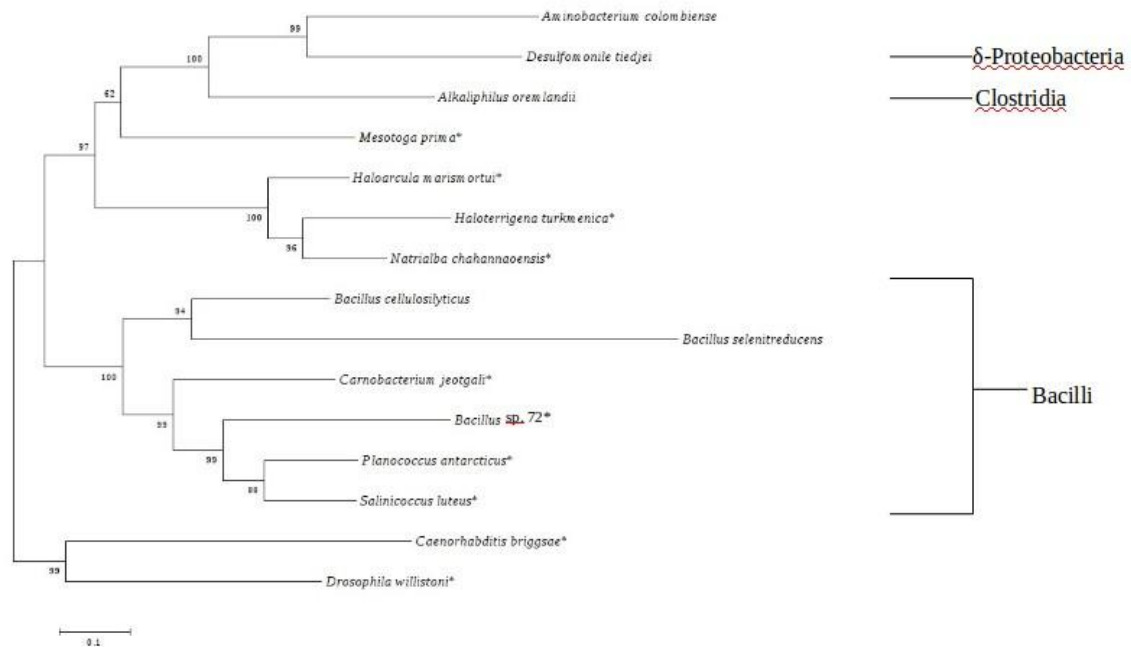 Aminobacterium colombiense
99
Desulfomonile tiedjei
δ-Proteobacteria
100
Alkaliphilus oremlandii
Clostridia
62
Mesotoga prima*
97
Haloarcula marismortui*
100
Haloterrigena turkmenica*
96
Natrialba chahannaoensis*
Bacillus cellulosilyticus
94
Bacillus selenitreducens
100
Carnobacterium jeotgali*
Bacilli
99
Bacillus sp. 72*
99
Planococcus antarcticus*
Salinicoccus luteus*
Caenorhabditis briggsae*
99
Drosophila willistoni*
0.1